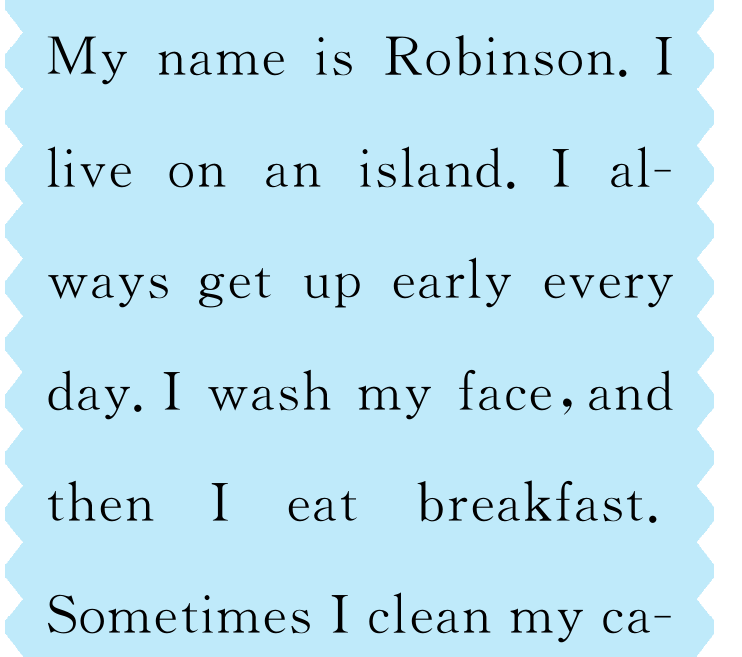 My name is Robinson. I
live on an island. I al-
ways get up early every
day. I wash my face, and
then I eat breakfast.
Sometimes I clean my ca-